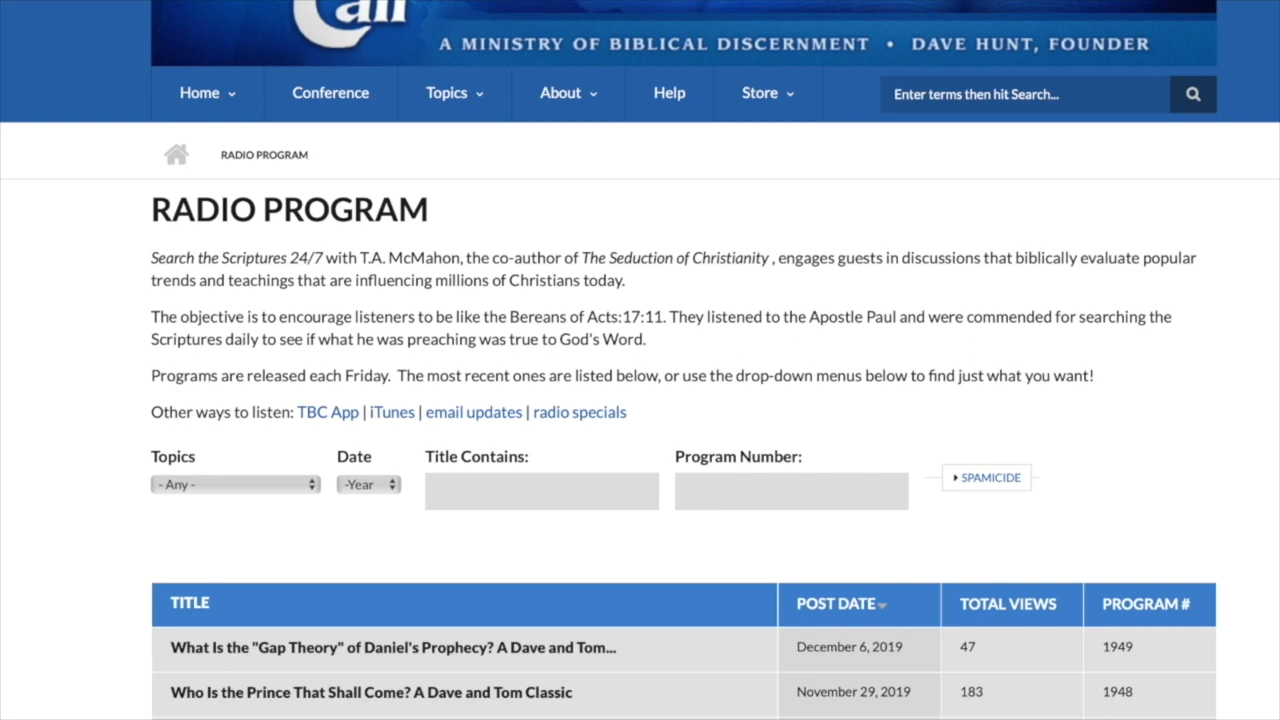 Call
A MINISTRY OF BIBLICAL DISCERNMENT • DAVE HUNT, FOUNDER
Home Conference Topics About Help Store Enter terms then hit Search...
RADIO PROGRAM
RADIO PROGRAM
Search the Scriptures 24/7 with T.A. McMahon, the co-author of The Seduction of Christianity , engages guests in discussions that biblically evaluate popular
trends and teachings that are influencing millions of Christians today.
The objective is to encourage listeners to be like the Bereans of Acts:17:11. They listened to the Apostle Paul and were commended for searching the
Scriptures daily to see if what he was preaching was true to God's Word.
Programs are released each Friday. The most recent ones are listed below, or use the drop-down menus below to find just what you want!
Other ways to listen: TBC App | iTunes | email updates | radio specials
Topics Date Title Contains: Program Number:
- Any - -Year SPAMICIDE
TITLE POST DATE TOTAL VIEWS PROGRAM #
What Is the "Gap Theory" of Daniel's Prophecy? A Dave and Tom... December 6, 2019 47 1949
Who Is the Prince That Shall Come? A Dave and Tom Classic November 29, 2019 183 1948